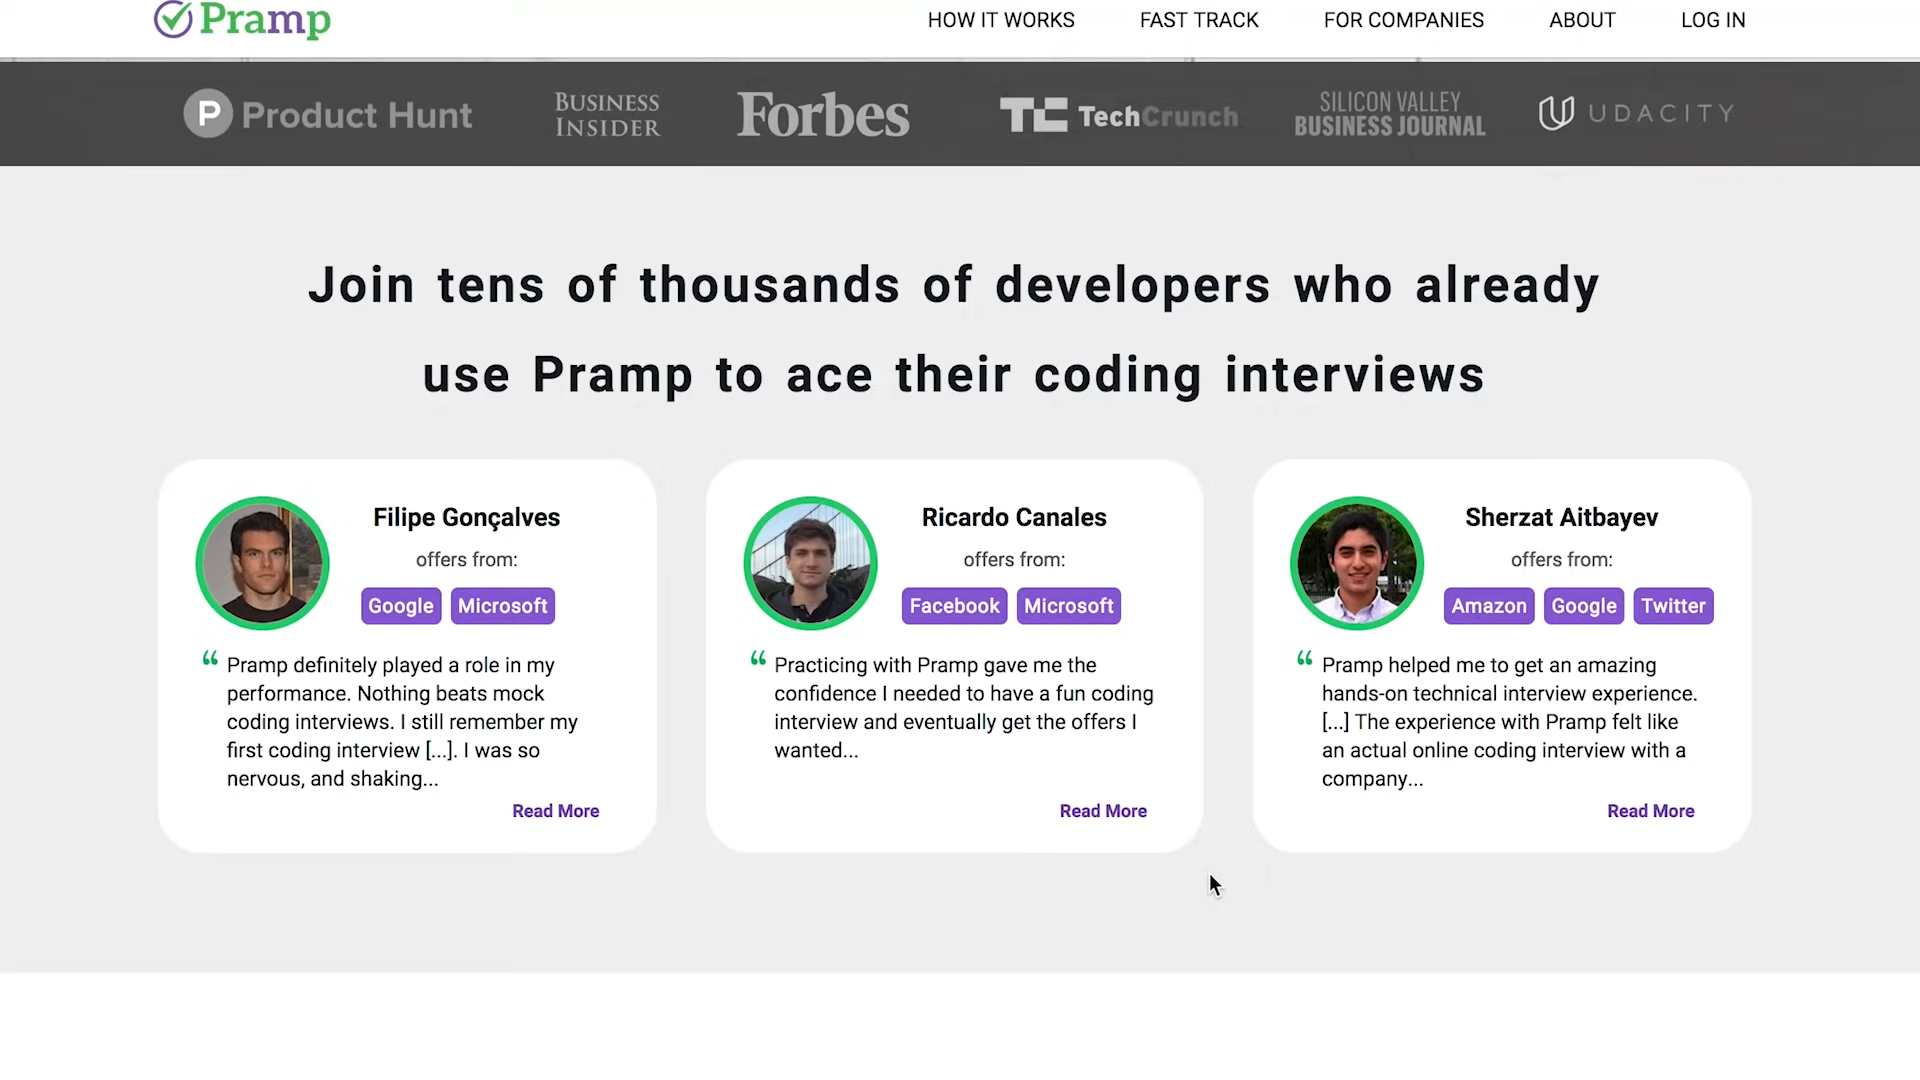 Pramp
HOW IT WORKS
FAST TRACK
FOR COMPANIES
ABOUT
LOG IN
P Product Hunt
BUSINESS
INSIDER
Forbes
TC TechCrunch
SILICON VALLEY
BUSINESS JOURNAL
UDACITY
Join tens of thousands of developers who already
use Pramp to ace their coding interviews
Filipe Gonçalves
offers from:
Google Microsoft
“ Pramp definitely played a role in my
performance. Nothing beats mock
coding interviews. I still remember my
first coding interview [...]. I was so
nervous, and shaking...
Read More
Ricardo Canales
offers from:
Facebook Microsoft
“ Practicing with Pramp gave me the
confidence I needed to have a fun coding
interview and eventually get the offers I
wanted...
Read More
Sherzat Aitbayev
offers from:
Amazon Google Twitter
“ Pramp helped me to get an amazing
hands-on technical interview experience.
[...] The experience with Pramp felt like
an actual online coding interview with a
company...
Read More